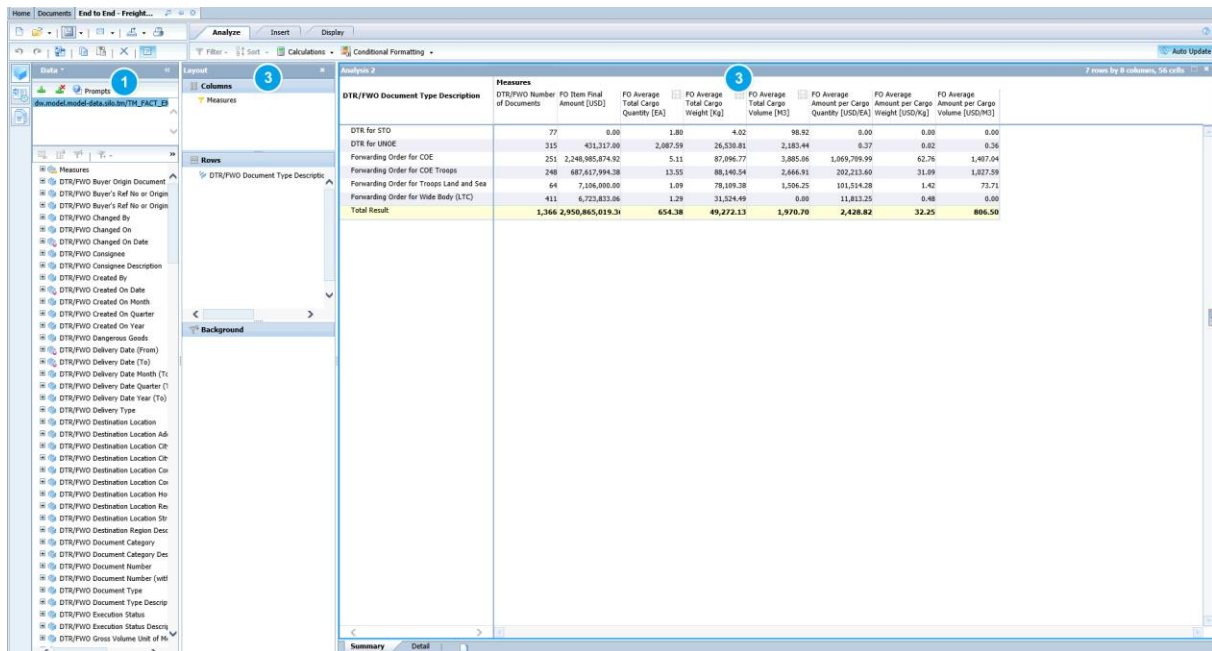 Home Documents End to End - Freight...
Analyze Insert Display
Filter Sort Calculations Conditional Formatting Auto Update
Data 1
Prompts
dw.model.model-data.silo.tm/TM_FACT_E
Measures
DTR/FWO Buyer Origin Document
DTR/FWO Buyer's Ref No or Origin
DTR/FWO Buyer's Ref No or Origin
DTR/FWO Changed By
DTR/FWO Changed On
DTR/FWO Changed On Date
DTR/FWO Consignee
DTR/FWO Consignee Description
DTR/FWO Created By
DTR/FWO Created On Date
DTR/FWO Created On Month
DTR/FWO Created On Quarter
DTR/FWO Created On Year
DTR/FWO Dangerous Goods
DTR/FWO Delivery Date (From)
DTR/FWO Delivery Date (To)
DTR/FWO Delivery Date Month (To
DTR/FWO Delivery Date Quarter (T
DTR/FWO Delivery Date Year (To)
DTR/FWO Delivery Type
DTR/FWO Destination Location
DTR/FWO Destination Location Ad
DTR/FWO Destination Location Cit
DTR/FWO Destination Location Cit
DTR/FWO Destination Location Co
DTR/FWO Destination Location Co
DTR/FWO Destination Location Ho
DTR/FWO Destination Location Re
DTR/FWO Destination Location Str
DTR/FWO Destination Region Desc
DTR/FWO Document Category
DTR/FWO Document Category Des
DTR/FWO Document Number
DTR/FWO Document Number (with
DTR/FWO Document Type
DTR/FWO Document Type Descrip
DTR/FWO Execution Status
DTR/FWO Execution Status Descrip
DTR/FWO Gross Volume Unit of M
Layout 3
Columns
Measures
Rows
DTR/FWO Document Type Descriptic
Background
Analysis 2 3 7 rows by 8 columns, 56 cells
Measures
DTR/FWO Document Type Description DTR/FWO Number of Documents FO Item Final Amount [USD] FO Average Total Cargo Quantity [EA] FO Average Total Cargo Weight [Kg] FO Average Total Cargo Volume [M3] FO Average Amount per Cargo Quantity [USD/EA] FO Average Amount per Cargo Weight [USD/Kg] FO Average Amount per Cargo Volume [USD/M3]
DTR for STO 77 0.00 1.80 4.02 98.92 0.00 0.00 0.00
DTR for UNOE 315 431,317.00 2,087.59 26,530.81 2,183.44 0.37 0.02 0.36
Forwarding Order for COE 251 2,248,985,874.92 5.11 87,096.77 3,885.06 1,069,709.99 62.76 1,487.04
Forwarding Order for COE Troops 248 687,617,994.38 13.55 88,140.54 2,666.91 202,213.60 31.09 1,027.59
Forwarding Order for Troops Land and Sea 64 7,106,000.00 1.09 78,109.38 1,506.25 101,514.28 1.42 73.71
Forwarding Order for Wide Body (LTC) 411 6,723,833.06 1.29 31,524.49 0.00 11,813.25 0.48 0.00
Total Result 1,366 2,950,865,019.3 654.38 49,272.13 1,970.70 2,428.82 32.25 806.50
Summary Detail